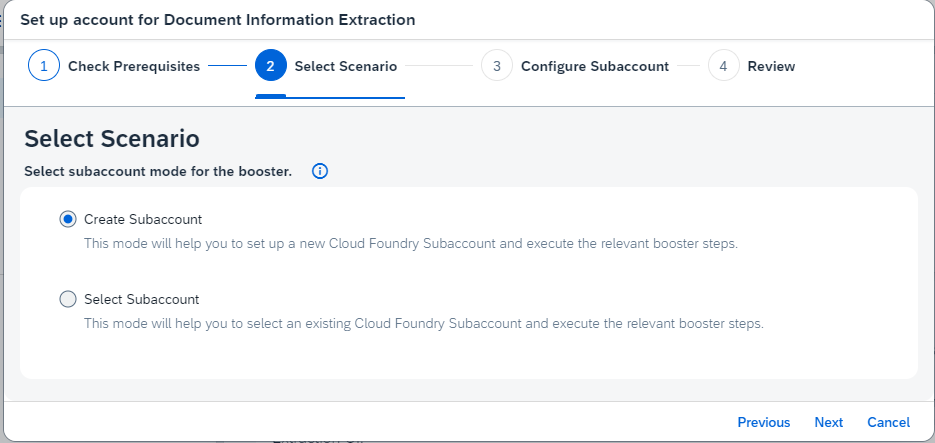 Set up account for Document Information Extraction
1 Check Prerequisites 2 Select Scenario 3 Configure Subaccount 4 Review
Select Scenario
Select subaccount mode for the booster.
Create Subaccount
This mode will help you to set up a new Cloud Foundry Subaccount and execute the relevant booster steps.
Select Subaccount
This mode will help you to select an existing Cloud Foundry Subaccount and execute the relevant booster steps.
Previous Next Cancel